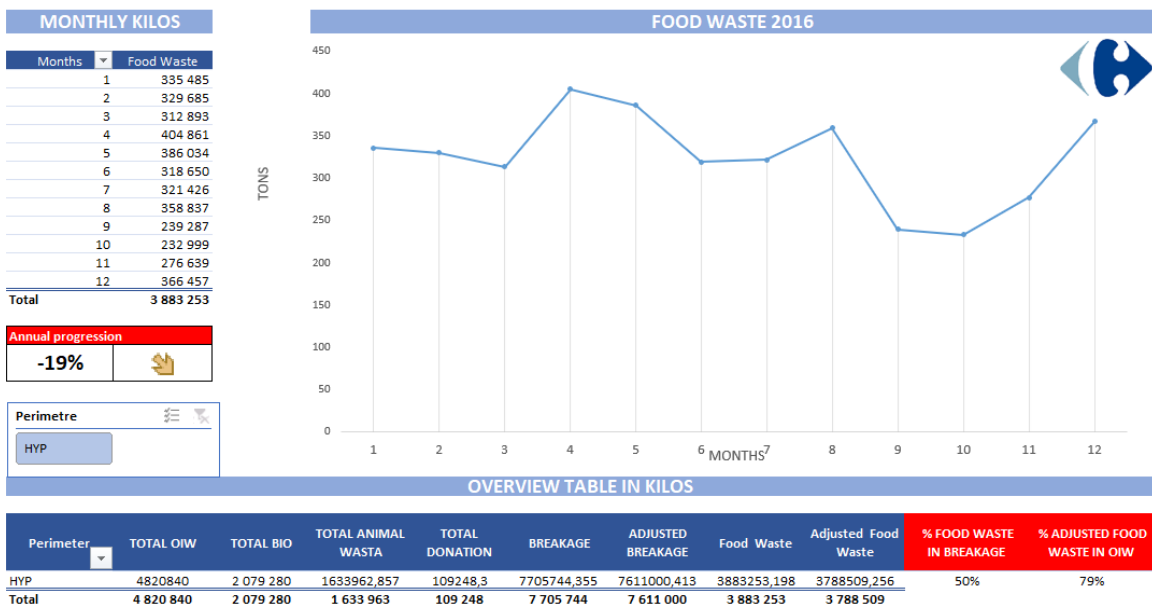 MONTHLY KILOS
FOOD WASTE 2016
Months Food Waste
1 335 485
2 329 685
3 312 893
4 404 861
5 386 034
6 318 650
7 321 426
8 358 837
9 239 287
10 232 999
11 276 639
12 366 457
Total 3 883 253
Annual progression
-19%
Perimetre
HYP
TONS
450
400
350
300
250
200
150
100
50
0
1 2 3 4 5 6 7 8 9 10 11 12
MONTHS
OVERVIEW TABLE IN KILOS
Perimeter TOTAL OIW TOTAL BIO TOTAL ANIMAL WASTA TOTAL DONATION BREAKAGE ADJUSTED BREAKAGE Food Waste Adjusted Food Waste % FOOD WASTE IN BREAKAGE % ADJUSTED FOOD WASTE IN OIW
HYP 4820840 2 079 280 1633962,857 109248,3 7705744,355 7611000,413 3883253,198 3788509,256 50% 79%
Total 4 820 840 2 079 280 1 633 963 109 248 7 705 744 7 611 000 3 883 253 3 788 509